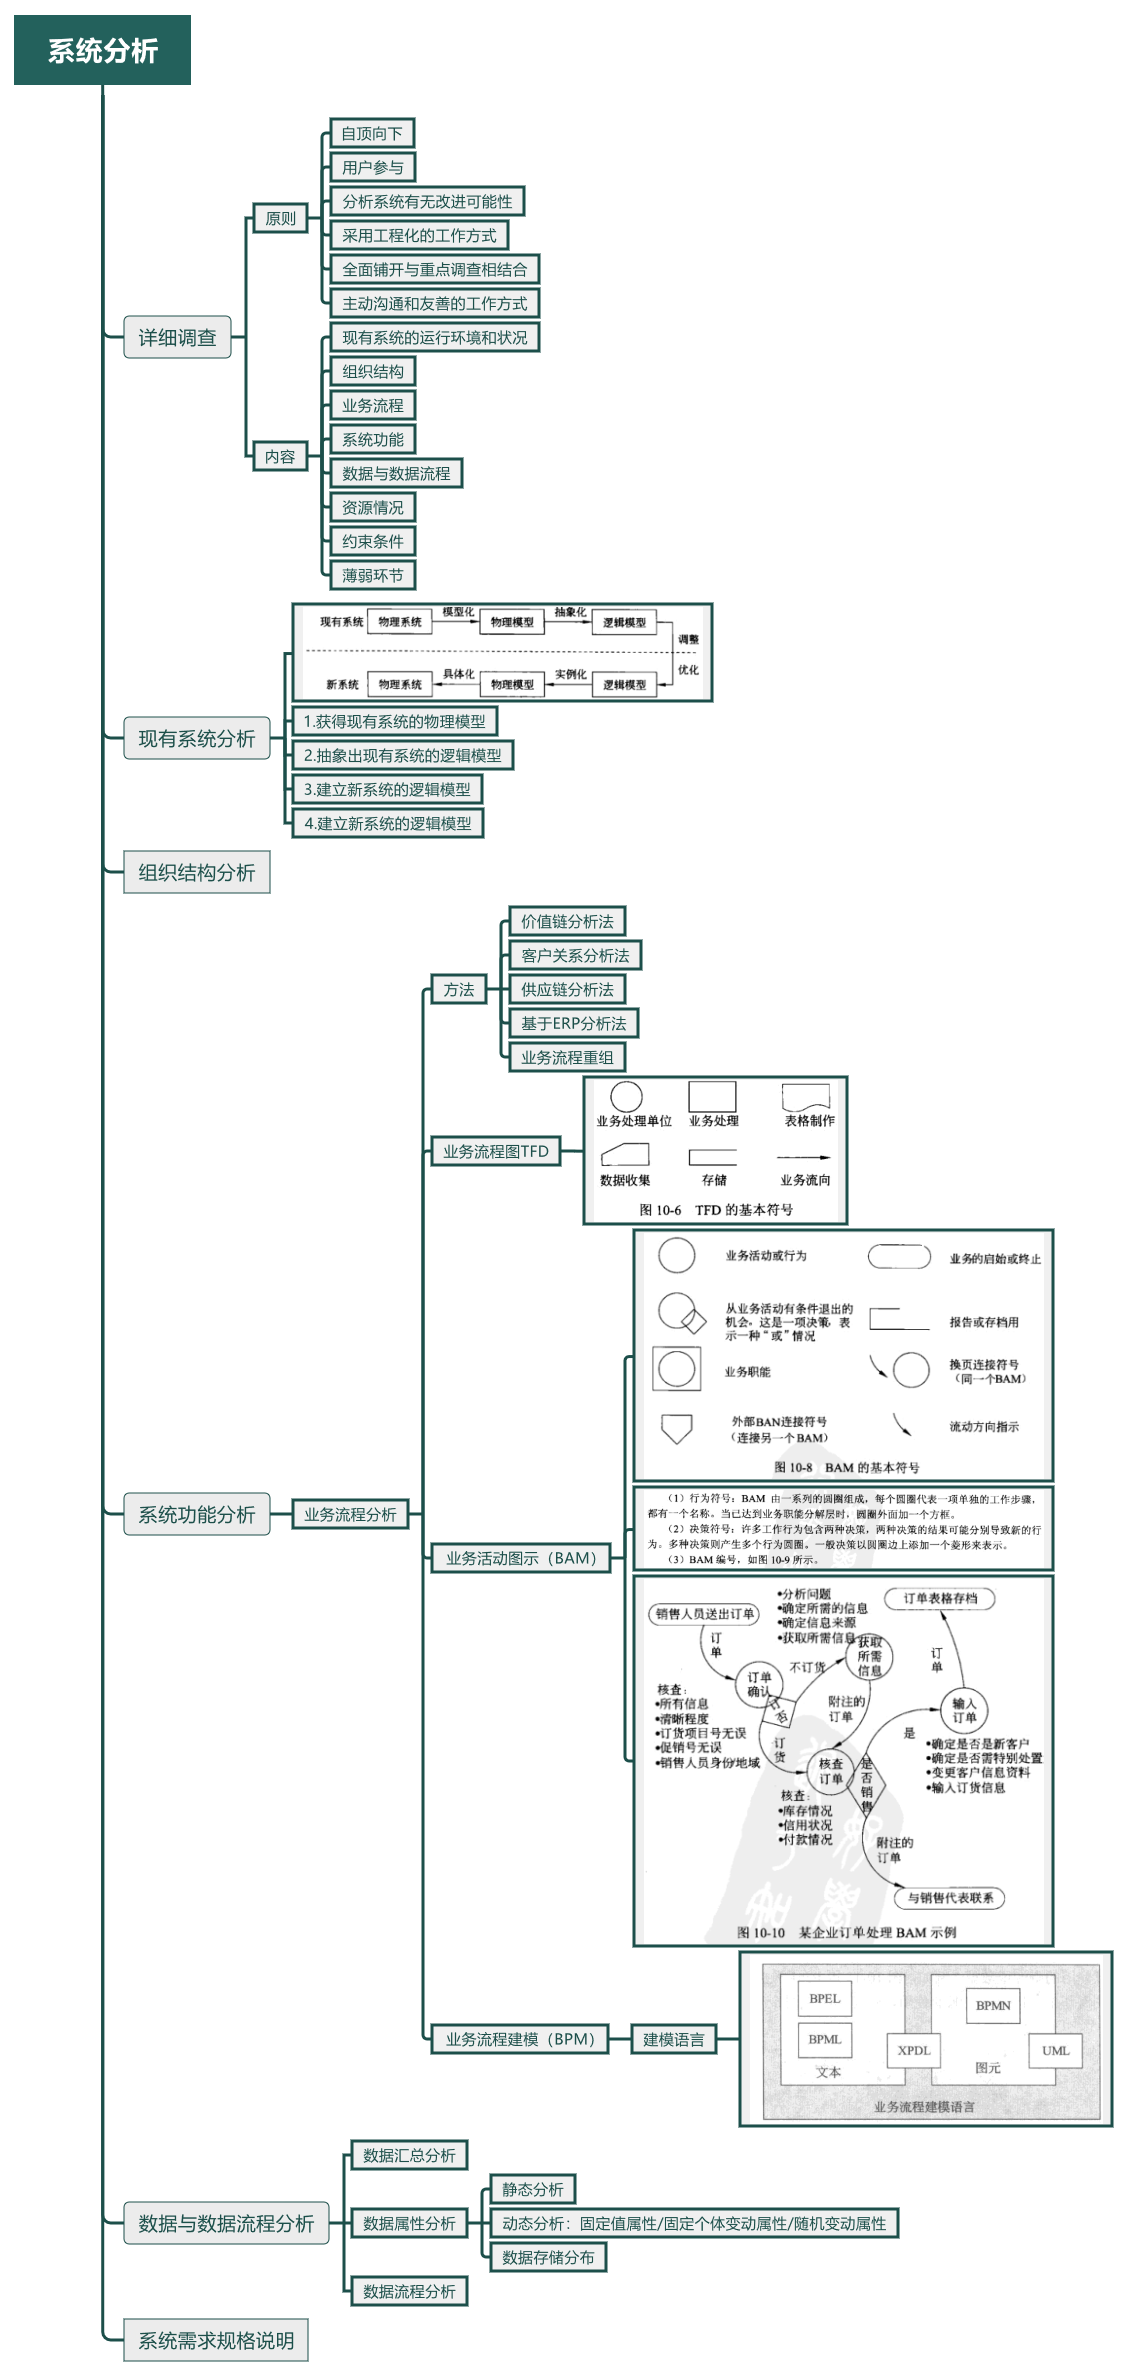 系统分析
详细调查
原则
自顶向下
用户参与
分析系统有无改进可能性
采用工程化的工作方式
全面铺开与重点调查相结合
主动沟通和友善的工作方式
内容
现有系统的运行环境和状况
组织结构
业务流程
系统功能
数据与数据流程
资源情况
约束条件
薄弱环节
现有系统分析
现有系统 物理系统 模型化 物理模型 抽象化 逻辑模型
调整
优化
新系统 物理系统 具体化 物理模型 实例化 逻辑模型
1.获得现有系统的物理模型
2.抽象出现有系统的逻辑模型
3.建立新系统的逻辑模型
4.建立新系统的逻辑模型
组织结构分析
系统功能分析
业务流程分析
方法
价值链分析法
客户关系分析法
供应链分析法
基于ERP分析法
业务流程重组
业务流程图TFD
业务处理单位 业务处理 表格制作
数据收集 存储 业务流向
图 10-6 TFD 的基本符号
业务活动图示（BAM）
业务活动或行为 业务的启始或终止
从业务活动有条件退出的
机会。这是一项决策，表
示一种“或”情况
报告或存档用
业务职能
换页连接符号
（同一个BAM）
外部BAN连接符号
（连接另一个BAM）
流动方向指示
图 10-8 BAM 的基本符号
（1）行为符号：BAM 由一系列的圆圈组成，每个圆圈代表一项单独的工作步骤，
都有一个名称。当已达到业务职能分解层时，圆圈外面加一个方框。
（2）决策符号：许多工作行为包含两种决策，两种决策的结果可能分别导致新的行
为。多种决策则产生多个行为圆圈。一般决策以圆圈边上添加一个菱形来表示。
（3）BAM 编号，如图 10-9 所示。
销售人员送出订单
•分析问题
•确定所需的信息
•确定信息来源
•获取所需信息
订单表格存档
订
单
获取
所需
信息
订
单
不订货
订单
确认
核查：
•所有信息
•清晰程度
•订货项目号无误
•促销号无误
•销售人员身份/地域
订
否
附注的
订单
订
货
输入
订单
是
•确定是否是新客户
•确定是否需特别处置
•变更客户信息资料
•输入订货信息
核查
订单
是
否
销
售
核查：
•库存情况
•信用状况
•付款情况
附注的
订单
与销售代表联系
图 10-10 某企业订单处理 BAM 示例
业务流程建模（BPM）
建模语言
BPEL
BPMN
BPML
XPDL
UML
文本
图元
业务流程建模语言
数据与数据流程分析
数据汇总分析
数据属性分析
静态分析
动态分析：固定值属性/固定个体变动属性/随机变动属性
数据存储分布
数据流程分析
系统需求规格说明